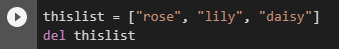 thislist = ["rose", "lily", "daisy"]
del thislist